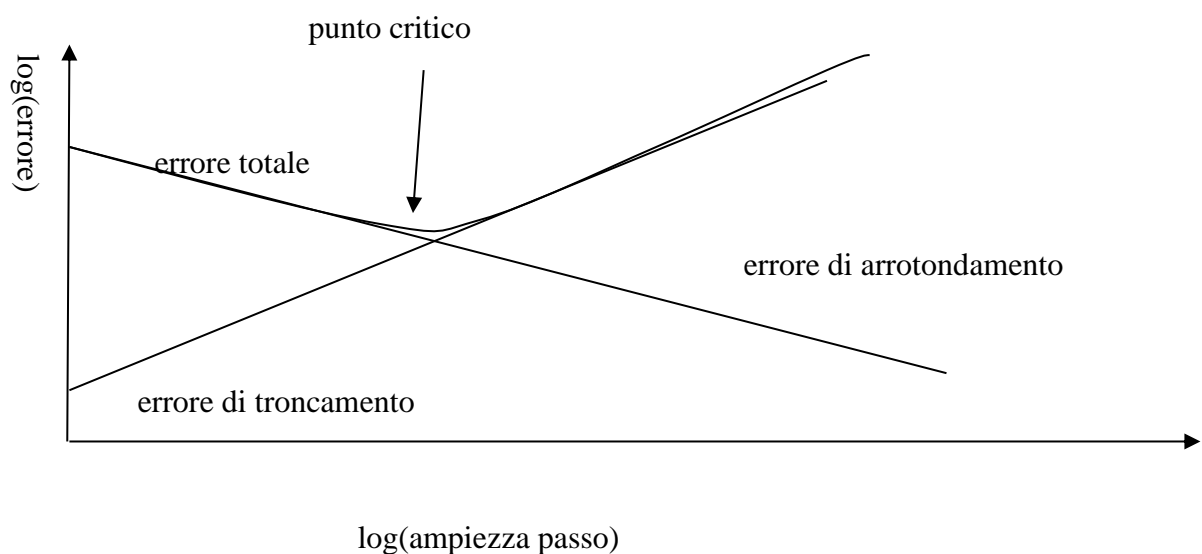 punto critico
log(errore)
errore totale
errore di arrotondamento
errore di troncamento
log(ampiezza passo)